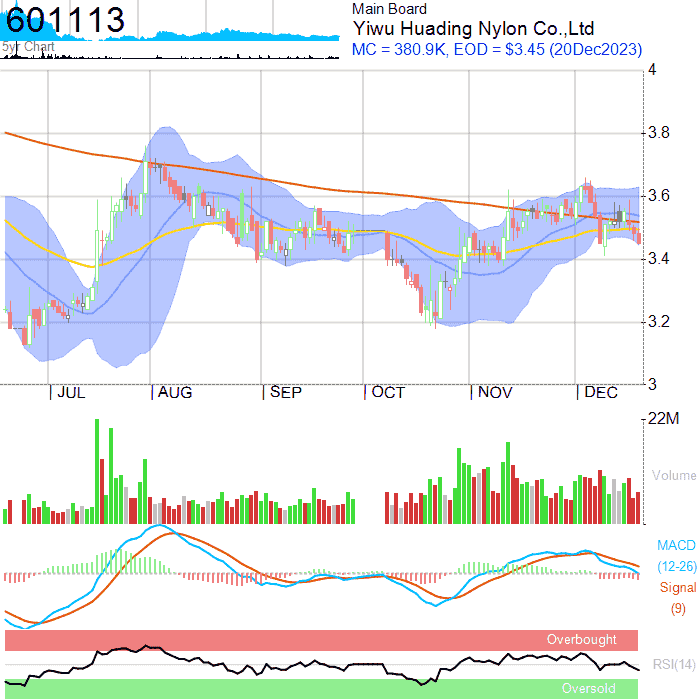 601113
5yr Chart
Main Board
Yiwu Huading Nylon Co.,Ltd
MC = 380.9K, EOD = $3.45 (20Dec2023)
4
3.8
3.6
3.4
3.2
3
JUL AUG SEP OCT NOV DEC
22M
Volume
MACD
(12-26)
Signal
(9)
Overbought
RSI(14)
Oversold